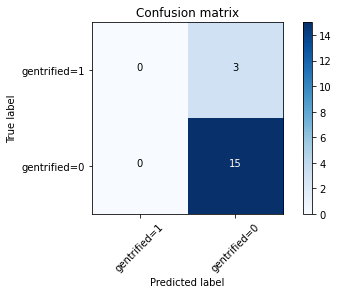 Confusion matrix
True label
gentrified=1
gentrified=0
0
3
0
15
gentrified=1
gentrified=0
Predicted label
14
12
10
8
6
4
2
0